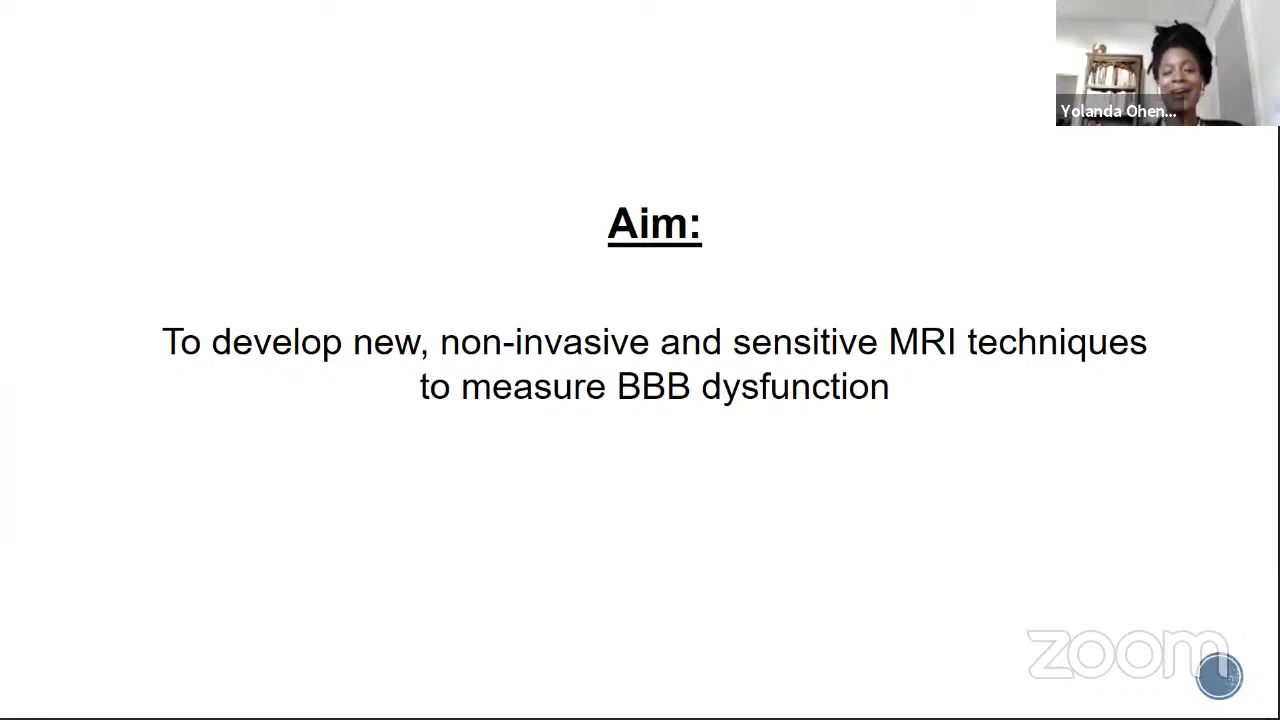 Yolanda Ohen...
Aim:
To develop new, non-invasive and sensitive MRI techniques
to measure BBB dysfunction
zoom